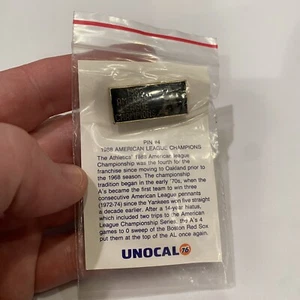 PIN #4
1988 AMERICAN LEAGUE CHAMPIONS
The Athletics' 1988 American league
Championship was the fourth for the
franchise since moving to Oakland prior to
the 1968 season. The championship
tradition began in the early '70s, when the
A's became the first team to win three
consecutive American League pennants
(1972-74) since the Yankees won five straight
a decade earlier. After a 14-year hiatus,
which included two trips to the American
League Championship Series, the A's 4
games to 0 sweep of the Boston Red Sox
put them at the top of the AL once again.
UNOCAL 76